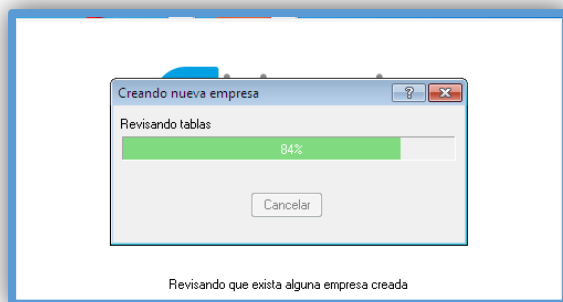 Creando nueva empresa
Revisando tablas
84%
Cancelar
Revisando que exista alguna empresa creada